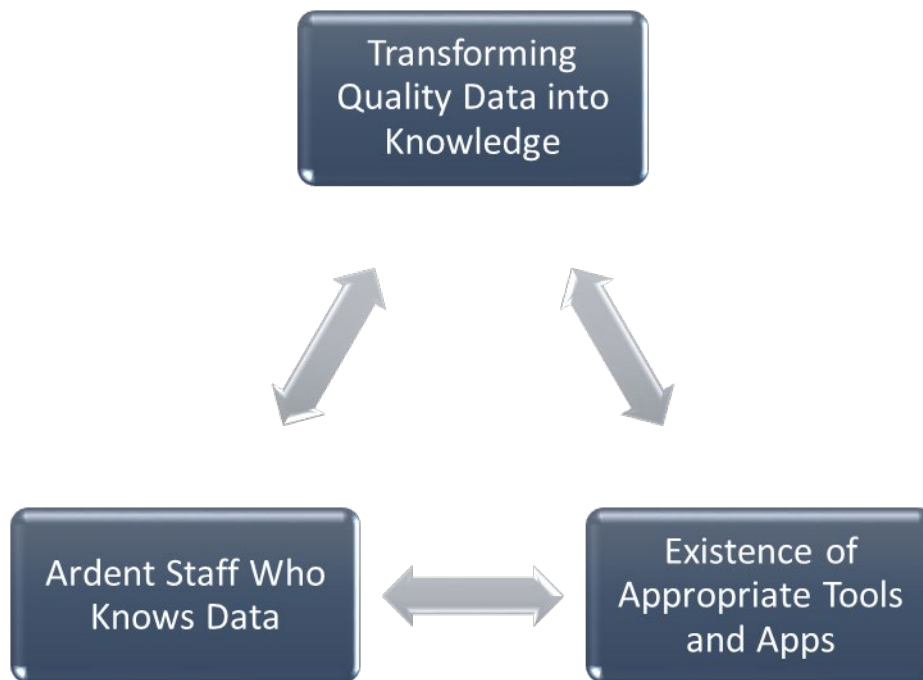 Transforming
Quality Data into
Knowledge
Ardent Staff Who
Knows Data
Existence of
Appropriate Tools
and Apps